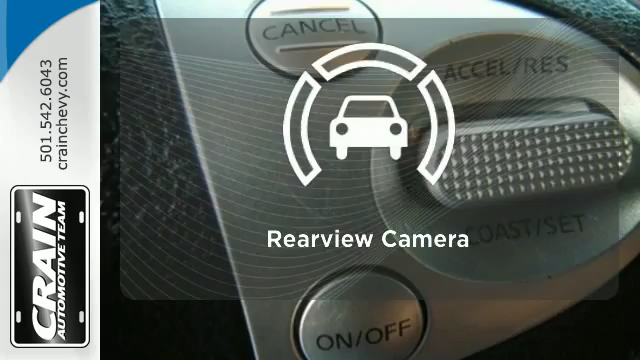 501.542.6043
crainchevy.com
CRAIN
AUTOMOTIVE TEAM
CANCEL
ACCEL/RES
Rearview Camera
COAST/SET
ON/OFF